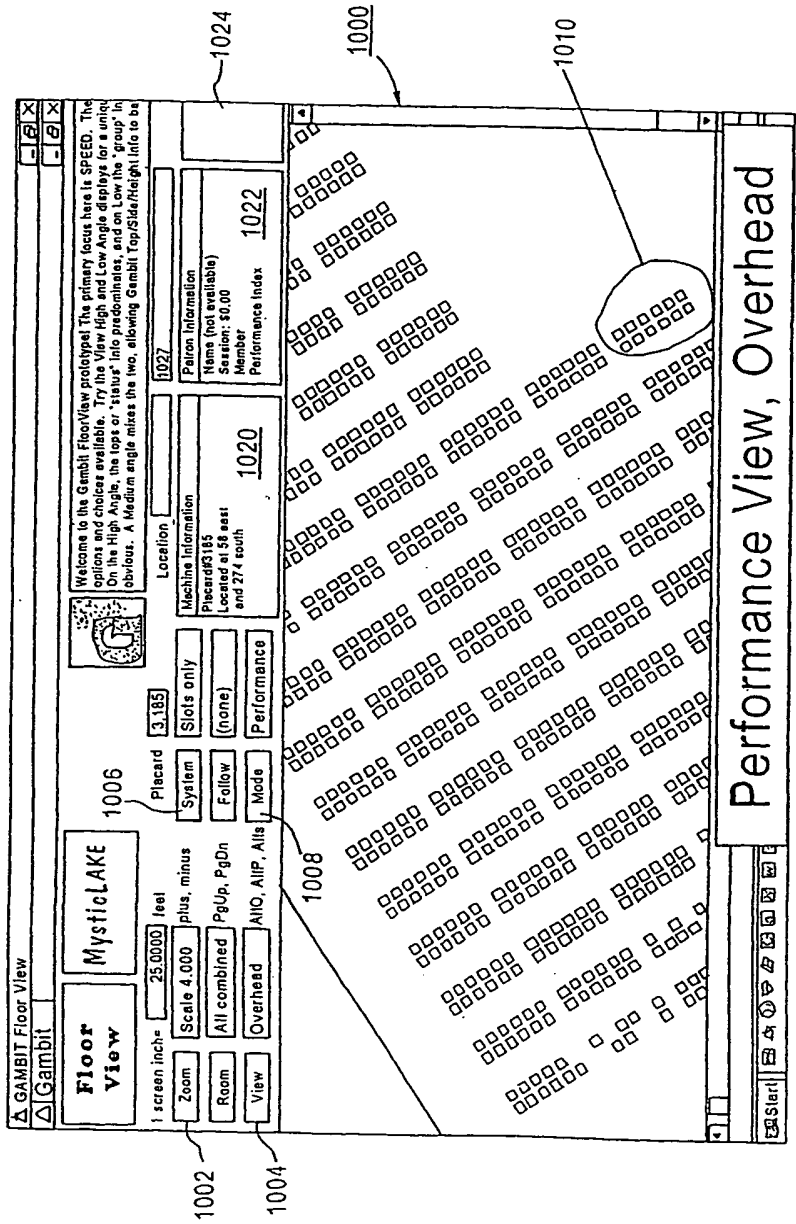 GAMBIT Floor View
Gambit
Floor
View
MysticLAKE
G
Welcome to the Gambit FloorView prototype! The primary focus here is SPEED. The
options and choices available. Try the View High and Low Angle displays for a uniqu
On the High Angle, the tops or "status" info predominates, and on Low the "group" in
obvious. A Medium angle mixes the two, allowing Gambit Top/Side/Height info to be
1 screen inch= 25.0000 feet
Placard 3,185
Location
1027
Zoom Scale 4.000 plus, minus
System Slots only
Room All combined PgUp, PgDn
Follow (none)
View Overhead AltO, AltP, Alts
Mode Performance
Machine Information
Placard#3185
Located at 58 east
and 274 south
1020
Patron Information
Name (not available)
Session: $0.00
Member
Performance Index
1022
1002
1004
1006
1008
1024
1000
1010
Start
Performance View, Overhead